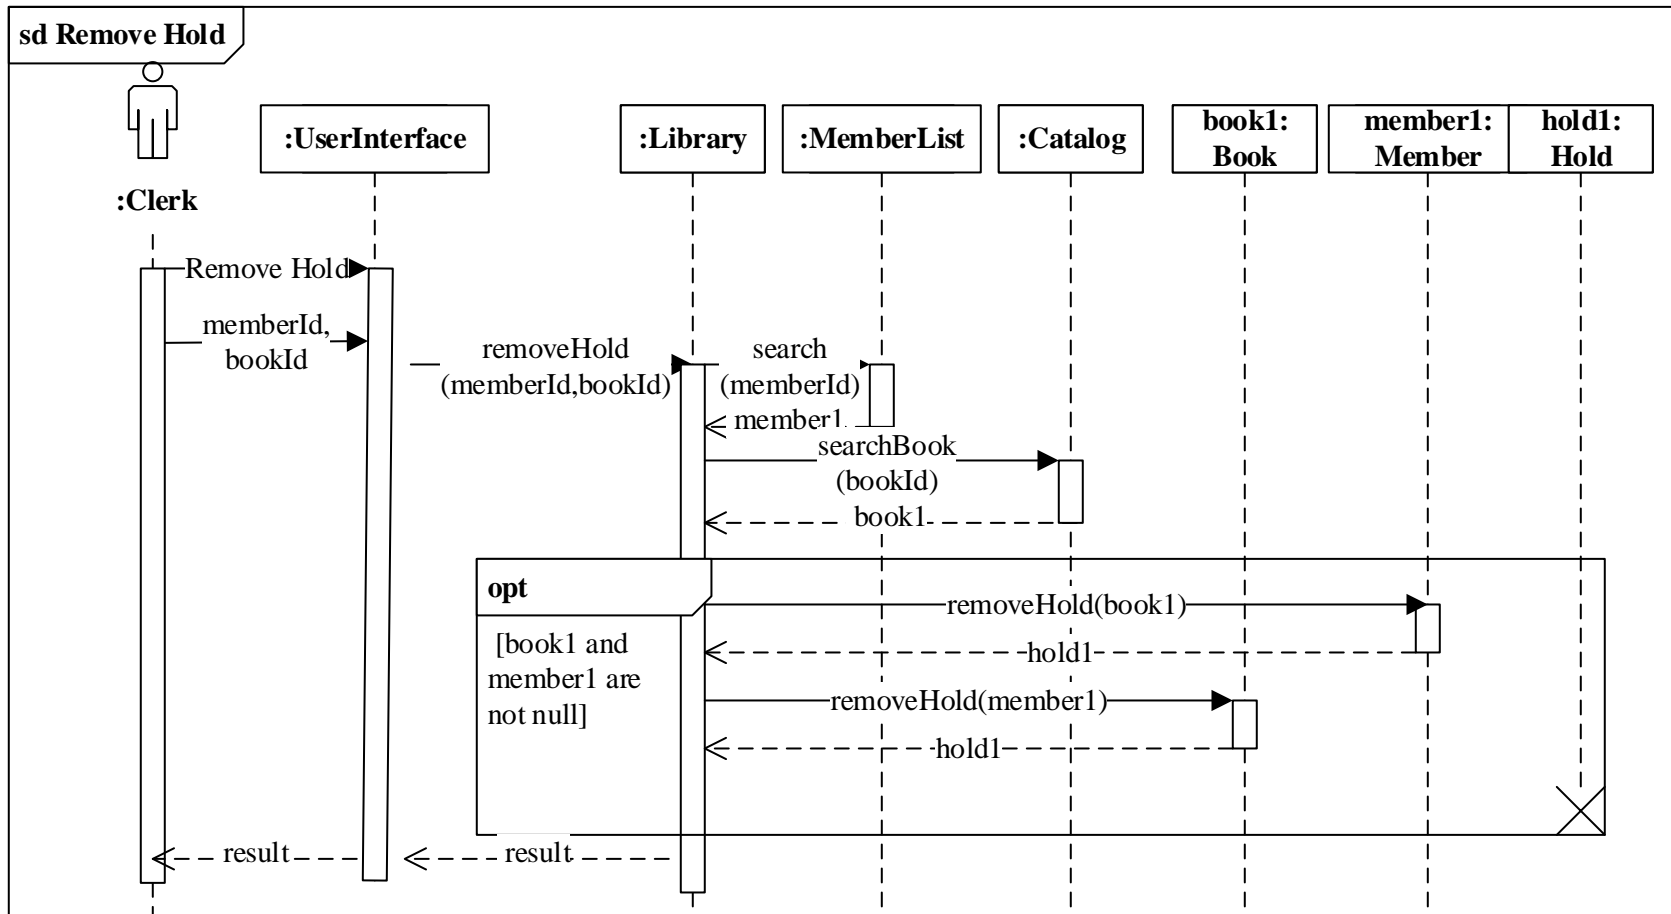 sd Remove Hold
:Clerk
:UserInterface
:Library
:MemberList
:Catalog
book1:
Book
member1:
Member
hold1:
Hold
Remove Hold
memberId,
bookId
removeHold
(memberId,bookId)
search
(memberId)
member1
searchBook
(bookId)
book1
opt
[book1 and
member1 are
not null]
removeHold(book1)
hold1
removeHold(member1)
hold1
result
result